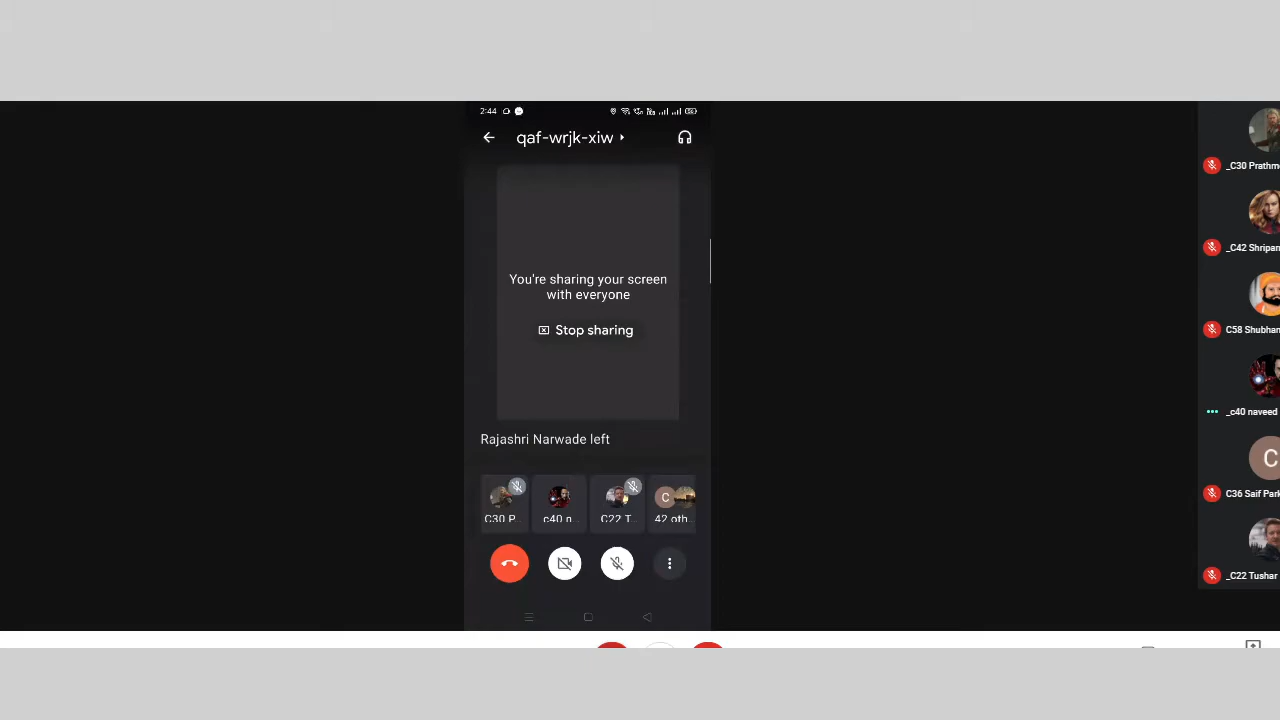 2:44
qaf-wrjk-xiw
You're sharing your screen
with everyone
Stop sharing
Rajashri Narwade left
C30 P...
c40 n...
C22 T...
C
42 oth...
_C30 Prathm
_C42 Shripan
C58 Shubhan
_c40 naveed
C
C36 Saif Park
_C22 Tushar